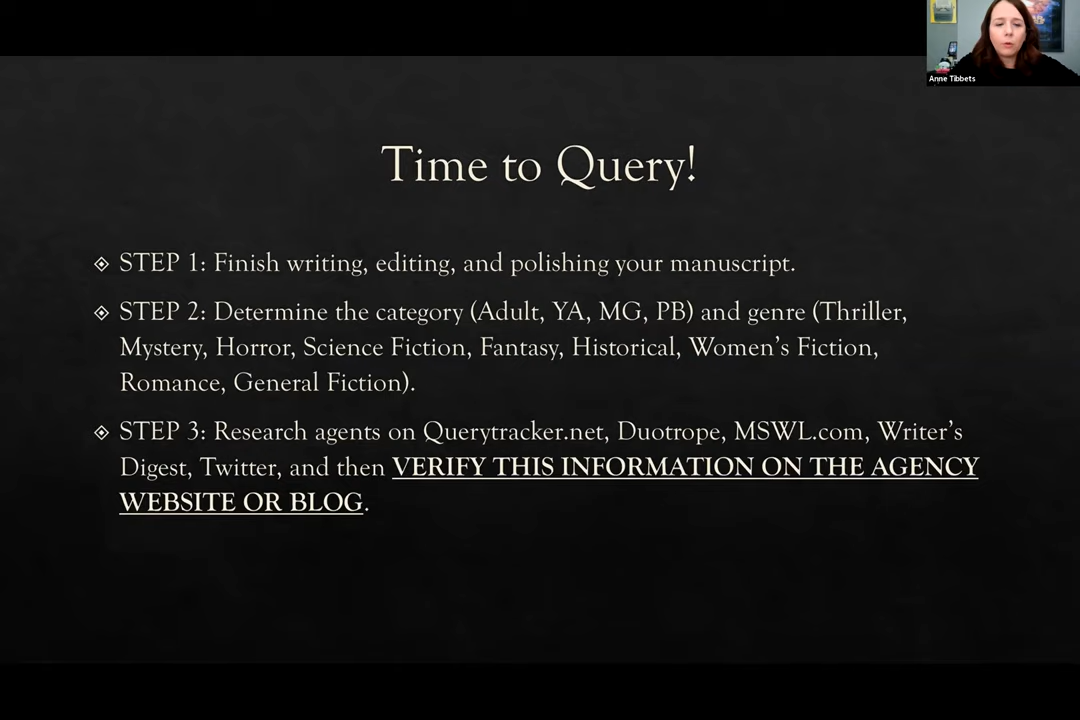 Anne Tibbets
Time to Query!
STEP 1: Finish writing, editing, and polishing your manuscript.
STEP 2: Determine the category (Adult, YA, MG, PB) and genre (Thriller,
Mystery, Horror, Science Fiction, Fantasy, Historical, Women’s Fiction,
Romance, General Fiction).
STEP 3: Research agents on Querytracker.net, Duotrope, MSWL.com, Writer’s
Digest, Twitter, and then VERIFY THIS INFORMATION ON THE AGENCY
WEBSITE OR BLOG.